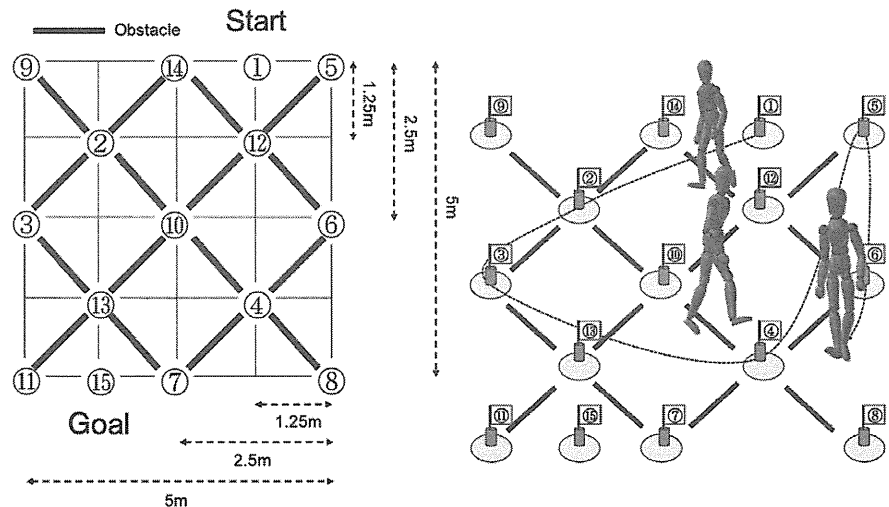 Obstacle Start
⑨ ⑭ ① ⑤
② ⑫
③ ⑩ ⑥
⑬ ④
⑪ ⑮ ⑦ ⑧
Goal
1.25m
2.5m
5m
1.25m
2.5m
5m
⑨ ⑭ ① ⑤
② ⑫
③ ⑩ ⑥
⑬ ④
⑪ ⑮ ⑦ ⑧